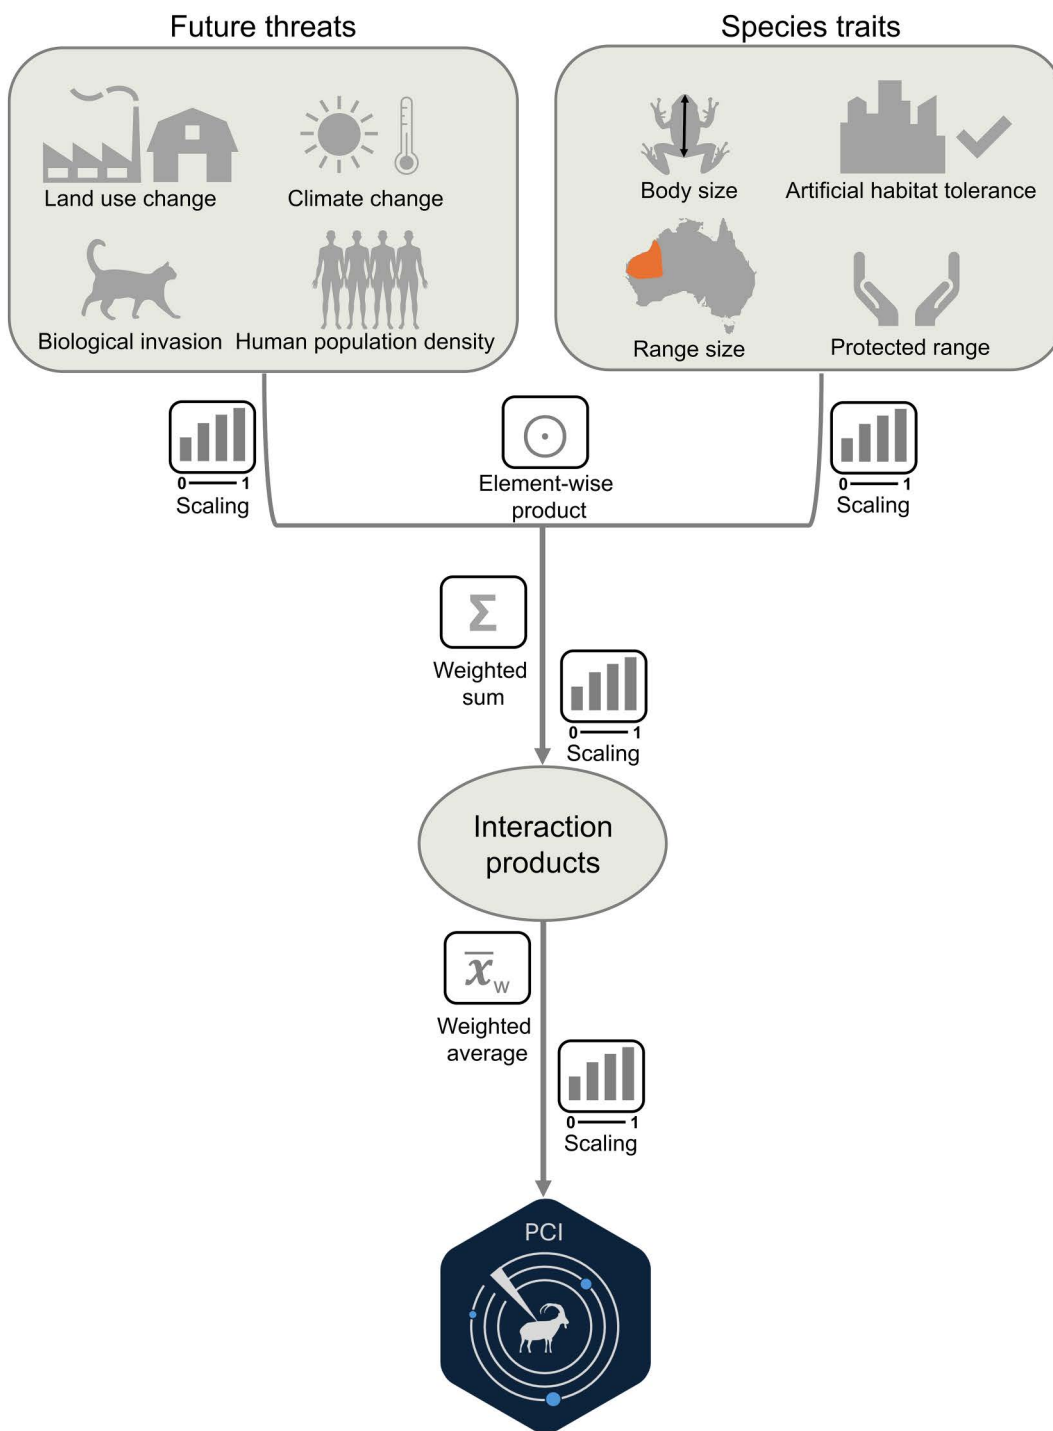 Future threats
Species traits
Land use change
Climate change
Biological invasion
Human population density
Body size
Artificial habitat tolerance
Range size
Protected range
0 1
Scaling
Element-wise
product
0 1
Scaling
Σ
Weighted
sum
0 1
Scaling
Interaction
products
x̅w
Weighted
average
0 1
Scaling
PCI